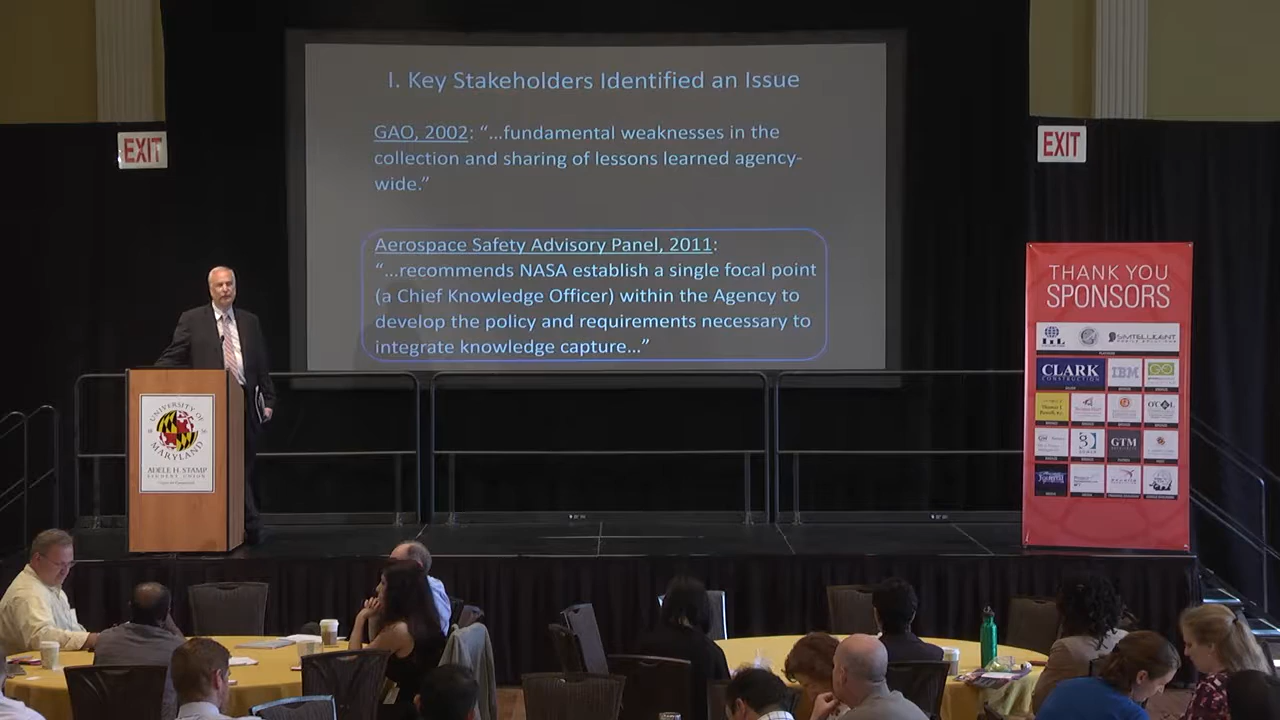 I. Key Stakeholders Identified an Issue
GAO, 2002: “...fundamental weaknesses in the
collection and sharing of lessons learned agency-
wide.”
Aerospace Safety Advisory Panel, 2011:
“...recommends NASA establish a single focal point
(a Chief Knowledge Officer) within the Agency to
develop the policy and requirements necessary to
integrate knowledge capture...”
EXIT
EXIT
UNIVERSITY OF
MARYLAND
ADELE H. STAMP
STUDENT UNION
THANK YOU
SPONSORS
CLARK
CONSTRUCTION
IBM
GTM